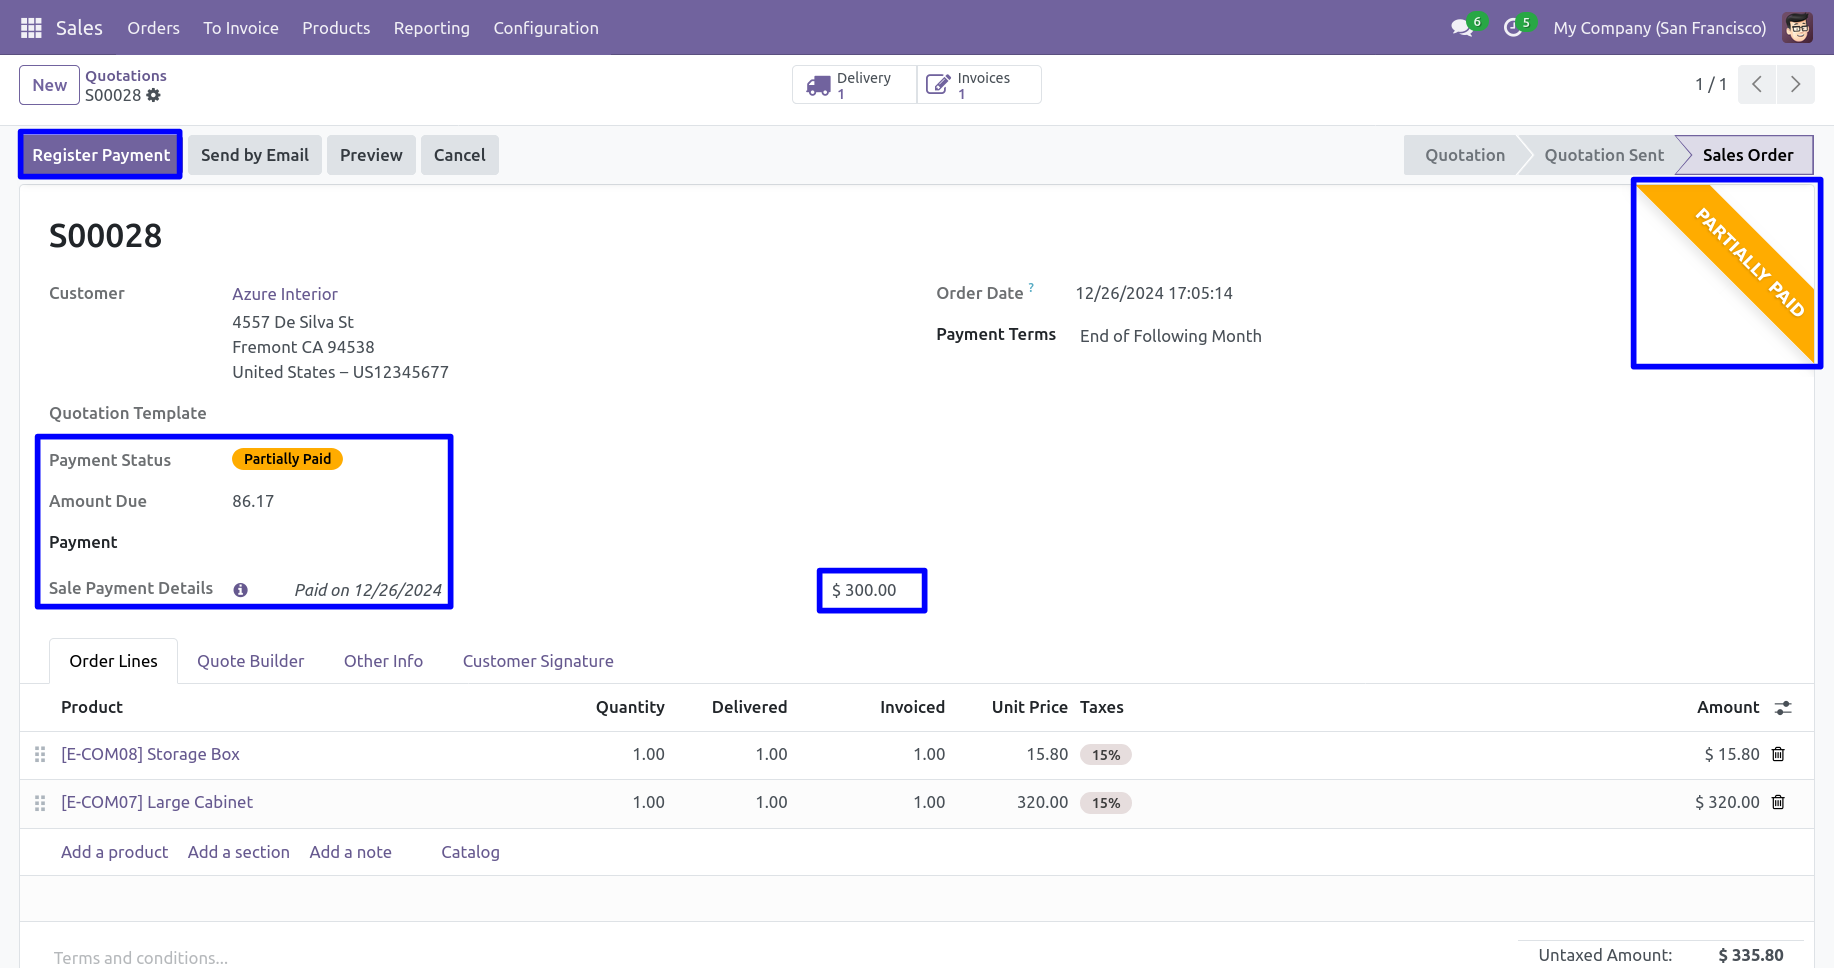 Sales Orders To Invoice Products Reporting Configuration 6 5 My Company (San Francisco)
New Quotations Delivery Invoices 1 / 1
S00028 1 1
Register Payment Send by Email Preview Cancel Quotation Quotation Sent Sales Order
PARTIALLY PAID
S00028
Customer Azure Interior Order Date ? 12/26/2024 17:05:14
4557 De Silva St
Payment Terms End of Following Month
Fremont CA 94538
United States – US12345677
Quotation Template
Payment Status Partially Paid
Amount Due 86.17
Payment
Sale Payment Details Paid on 12/26/2024 $ 300.00
Order Lines Quote Builder Other Info Customer Signature
Product Quantity Delivered Invoiced Unit Price Taxes Amount
[E-COM08] Storage Box 1.00 1.00 1.00 15.80 15% $ 15.80
[E-COM07] Large Cabinet 1.00 1.00 1.00 320.00 15% $ 320.00
Add a product Add a section Add a note Catalog
Terms and conditions... Untaxed Amount: $ 335.80